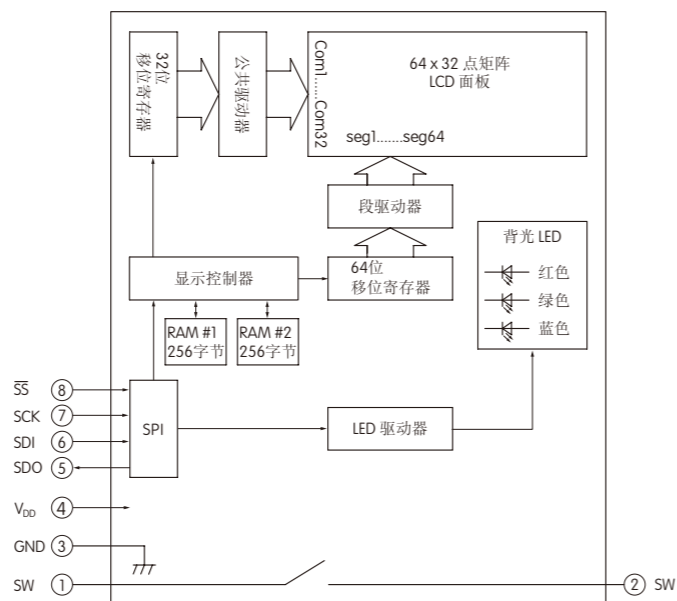 32位
移位寄存器
公共驱动器
Com1......Com32
64 x 32 点矩阵
LCD 面板
seg1.......seg64
段驱动器
背光 LED
红色
绿色
蓝色
显示控制器
64位
移位寄存器
RAM #1
256字节
RAM #2
256字节
SS
8
SCK
7
SDI
6
SDO
5
SPI
LED 驱动器
VDD
4
GND
3
SW
1
2
SW